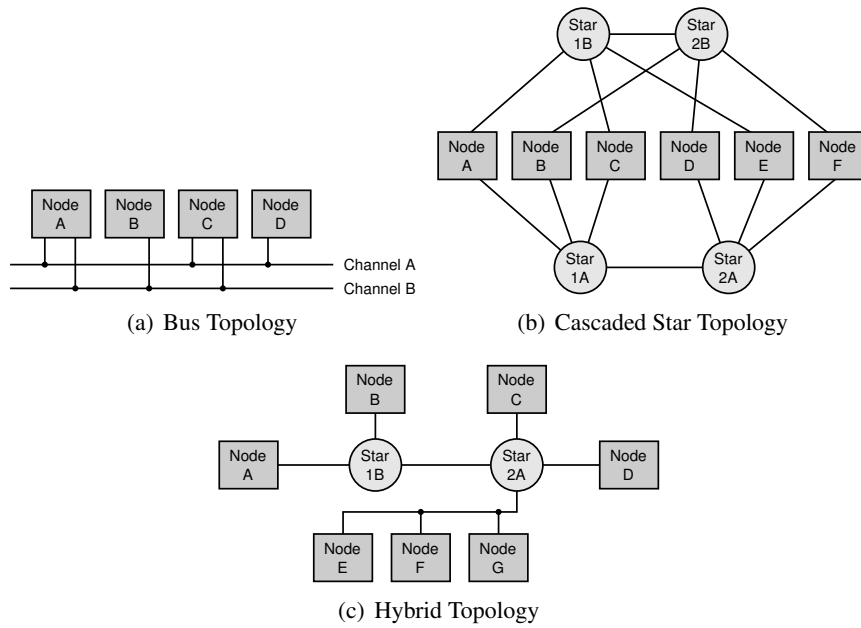 Star
1B
Star
2B
Node
A
Node
B
Node
C
Node
D
Node
E
Node
F
Star
1A
Star
2A
Node
A
Node
B
Node
C
Node
D
Channel A
Channel B
(a) Bus Topology
(b) Cascaded Star Topology
Node
B
Node
C
Node
A
Star
1B
Star
2A
Node
D
Node
E
Node
F
Node
G
(c) Hybrid Topology